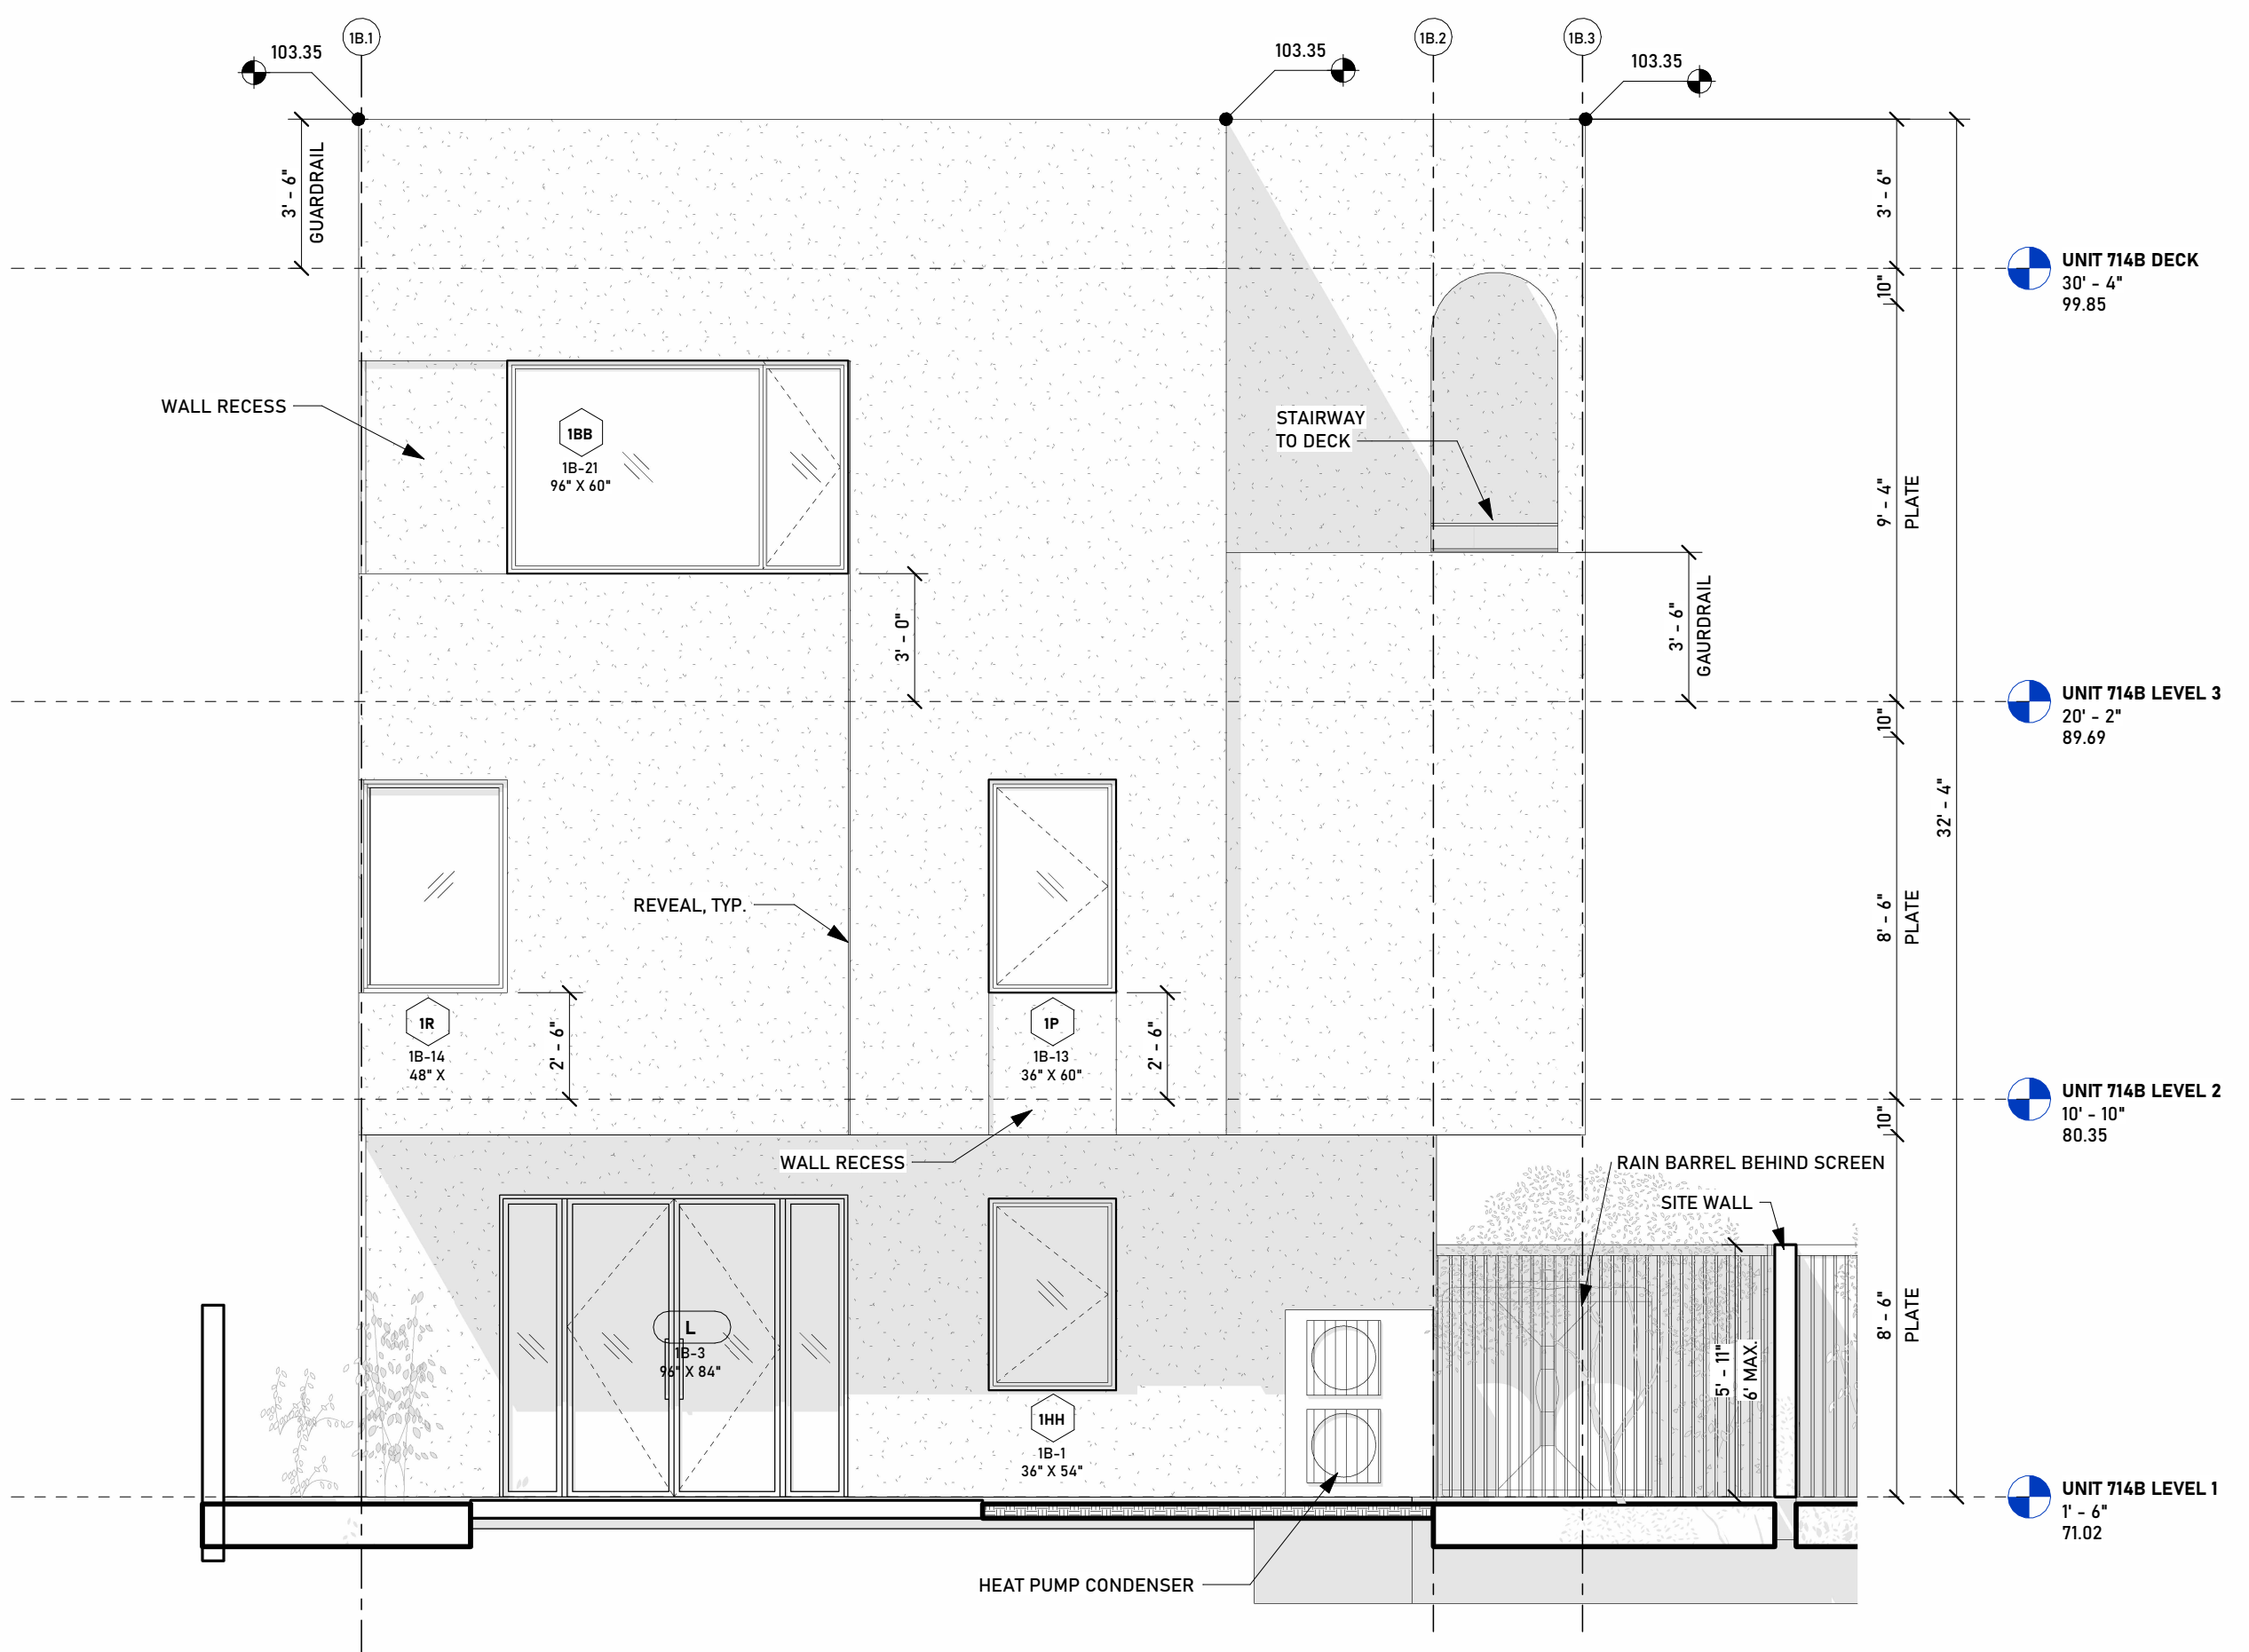 1B.1
1B.2
1B.3
103.35
103.35
103.35
3' - 6"
GUARDRAIL
3' - 6"
UNIT 714B DECK
30' - 4"
99.85
10"
WALL RECESS
1BB
1B-21
96" X 60"
STAIRWAY
TO DECK
9' - 4"
PLATE
3' - 0"
3' - 6"
GAURDRAIL
UNIT 714B LEVEL 3
20' - 2"
89.69
10"
32' - 4"
REVEAL, TYP.
8' - 6"
PLATE
1R
1B-14
48" X
2' - 6"
1P
1B-13
36" X 60"
2' - 6"
UNIT 714B LEVEL 2
10' - 10"
80.35
10"
WALL RECESS
RAIN BARREL BEHIND SCREEN
SITE WALL
L
1B-3
96" X 84"
8' - 6"
PLATE
5' - 11"
6' MAX.
1HH
1B-1
36" X 54"
UNIT 714B LEVEL 1
1' - 6"
71.02
HEAT PUMP CONDENSER